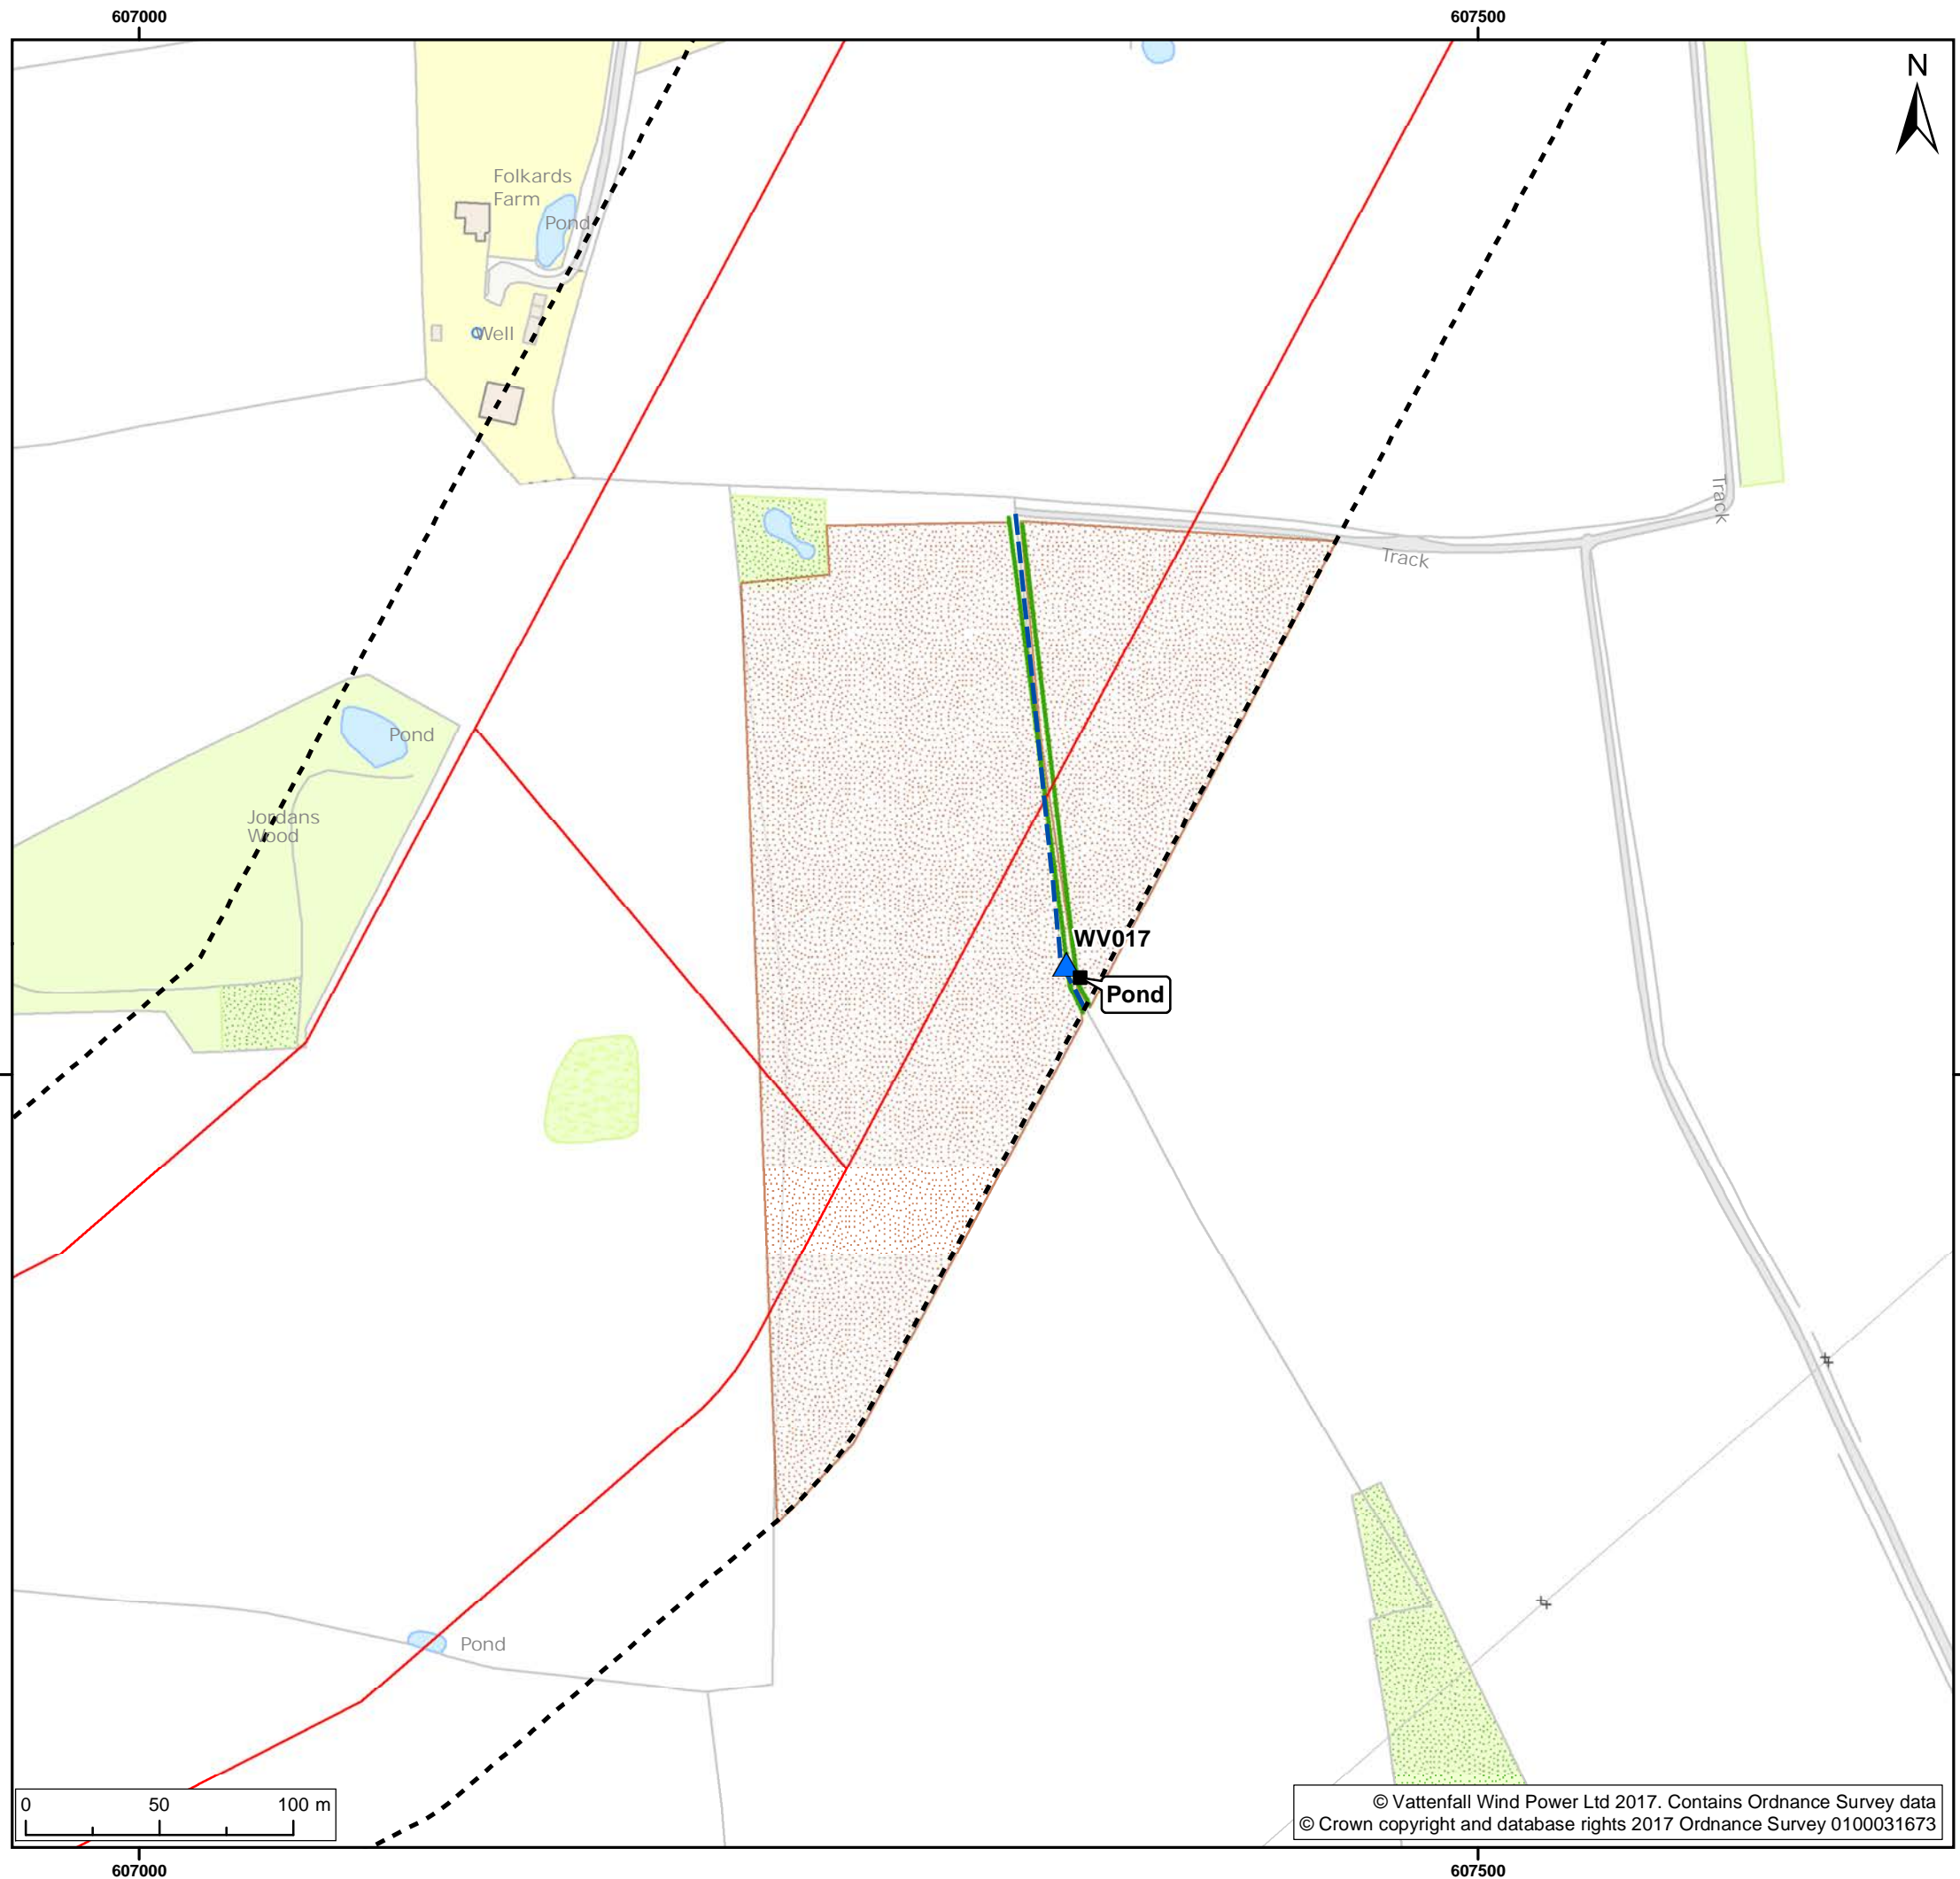 607000
607500
N
Folkards
Farm
Pond
Well
Track
Track
Pond
Jordans
Wood
WV017
Pond
Pond
0 50 100 m
© Vattenfall Wind Power Ltd 2017. Contains Ordnance Survey data
© Crown copyright and database rights 2017 Ordnance Survey 0100031673
607000
607500